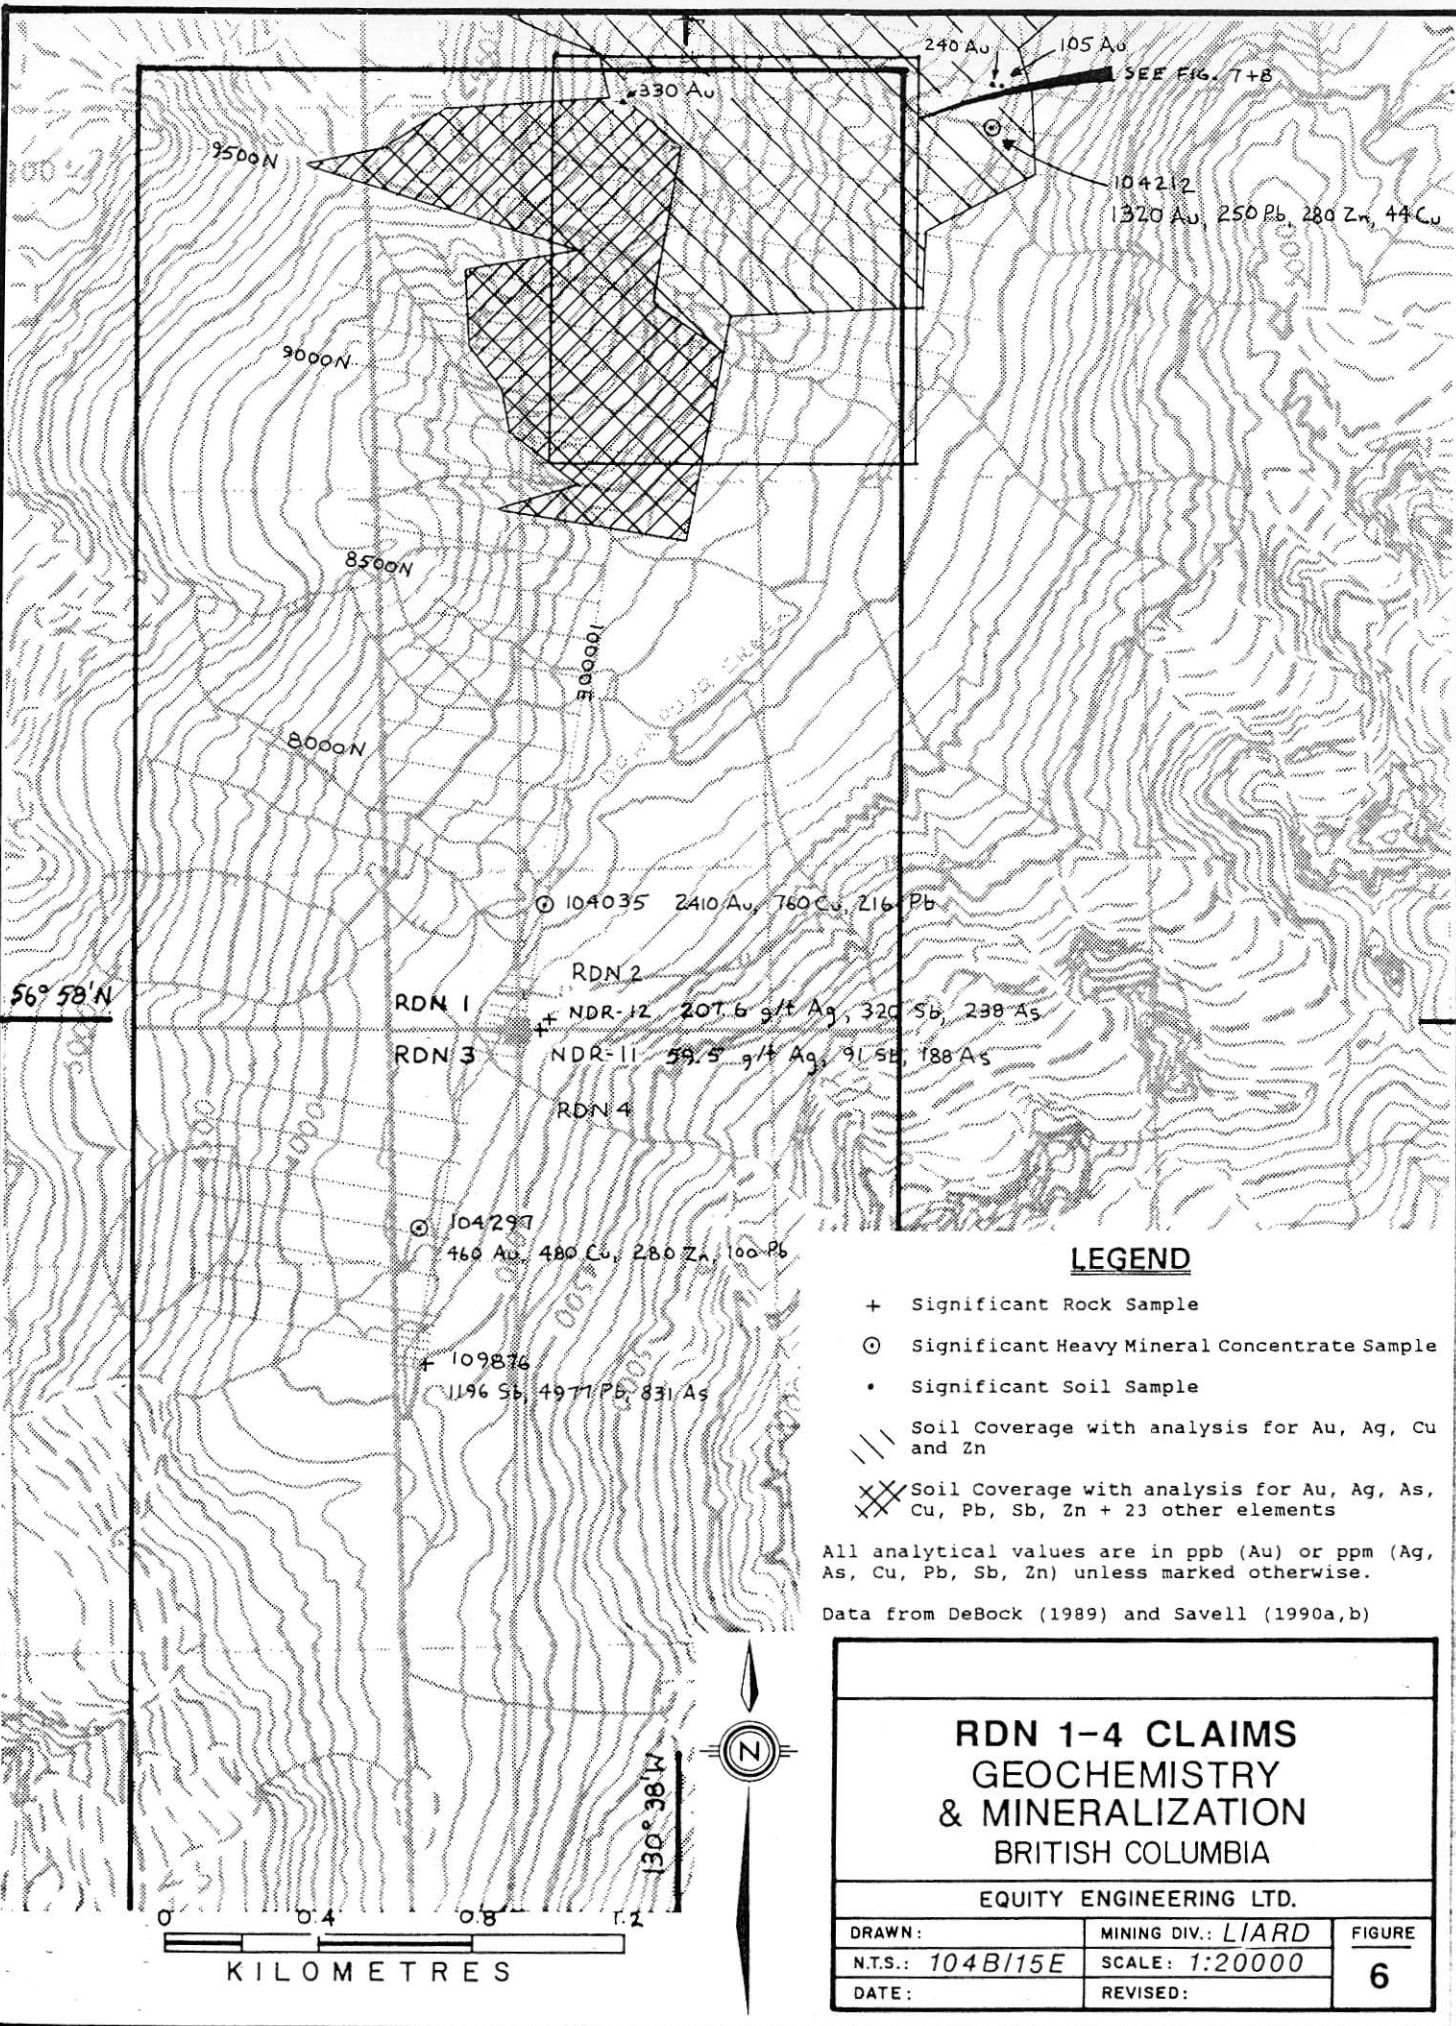 240 Au
105 Au
SEE FIG. 7+8
330 Au
9500N
104212
1320 Au, 250 Pb, 280 Zn, 44 Cu
9000N
8500N
10000E
8000N
104035 2410 Au, 760 Cu, 216 Pb
RDN 2
56° 58'N
RDN 1
NDR-12 207.6 g/t Ag, 320 Sb, 238 As
RDN 3
NDR-11 59.5 g/t Ag, 91 Sb, 188 As
RDN 4
1000
104297
460 Au, 480 Cu, 280 Zn, 100 Pb
1500
109876
1196 Sb, 4977 Pb, 831 As
LEGEND
+ Significant Rock Sample
Significant Heavy Mineral Concentrate Sample
Significant Soil Sample
Soil Coverage with analysis for Au, Ag, Cu
and Zn
Soil Coverage with analysis for Au, Ag, As,
Cu, Pb, Sb, Zn + 23 other elements
All analytical values are in ppb (Au) or ppm (Ag,
As, Cu, Pb, Sb, Zn) unless marked otherwise.
Data from DeBock (1989) and Savell (1990a,b)
130° 38'W
N
0 0.4 0.8 1.2
KILOMETRES
RDN 1-4 CLAIMS
GEOCHEMISTRY
& MINERALIZATION
BRITISH COLUMBIA
EQUITY ENGINEERING LTD.
DRAWN:
MINING DIV.: LIARD
FIGURE
N.T.S.: 104B/15E
SCALE: 1:20000
6
DATE:
REVISED: